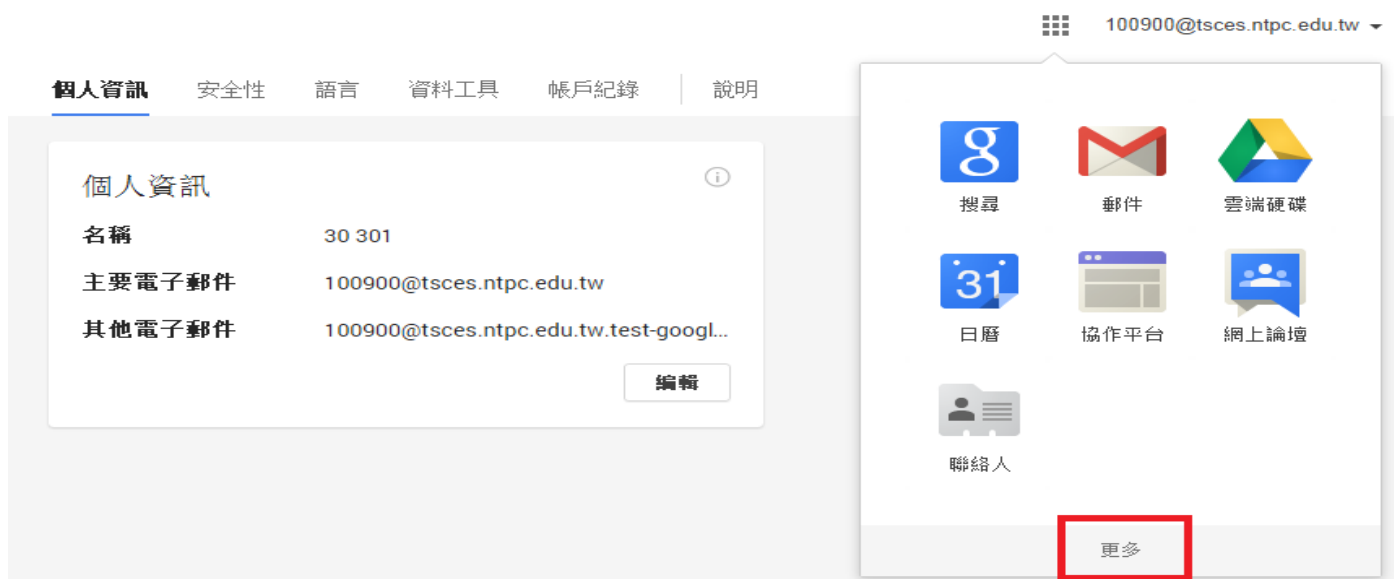 100900@tsces.ntpc.edu.tw
個人資訊 安全性 語言 資料工具 帳戶紀錄 說明
個人資訊
名稱 30 301
主要電子郵件 100900@tsces.ntpc.edu.tw
其他電子郵件 100900@tsces.ntpc.edu.tw.test-googl...
編輯
8
搜尋 郵件 雲端硬碟
31
日曆 協作平台 網上論壇
聯絡人
更多